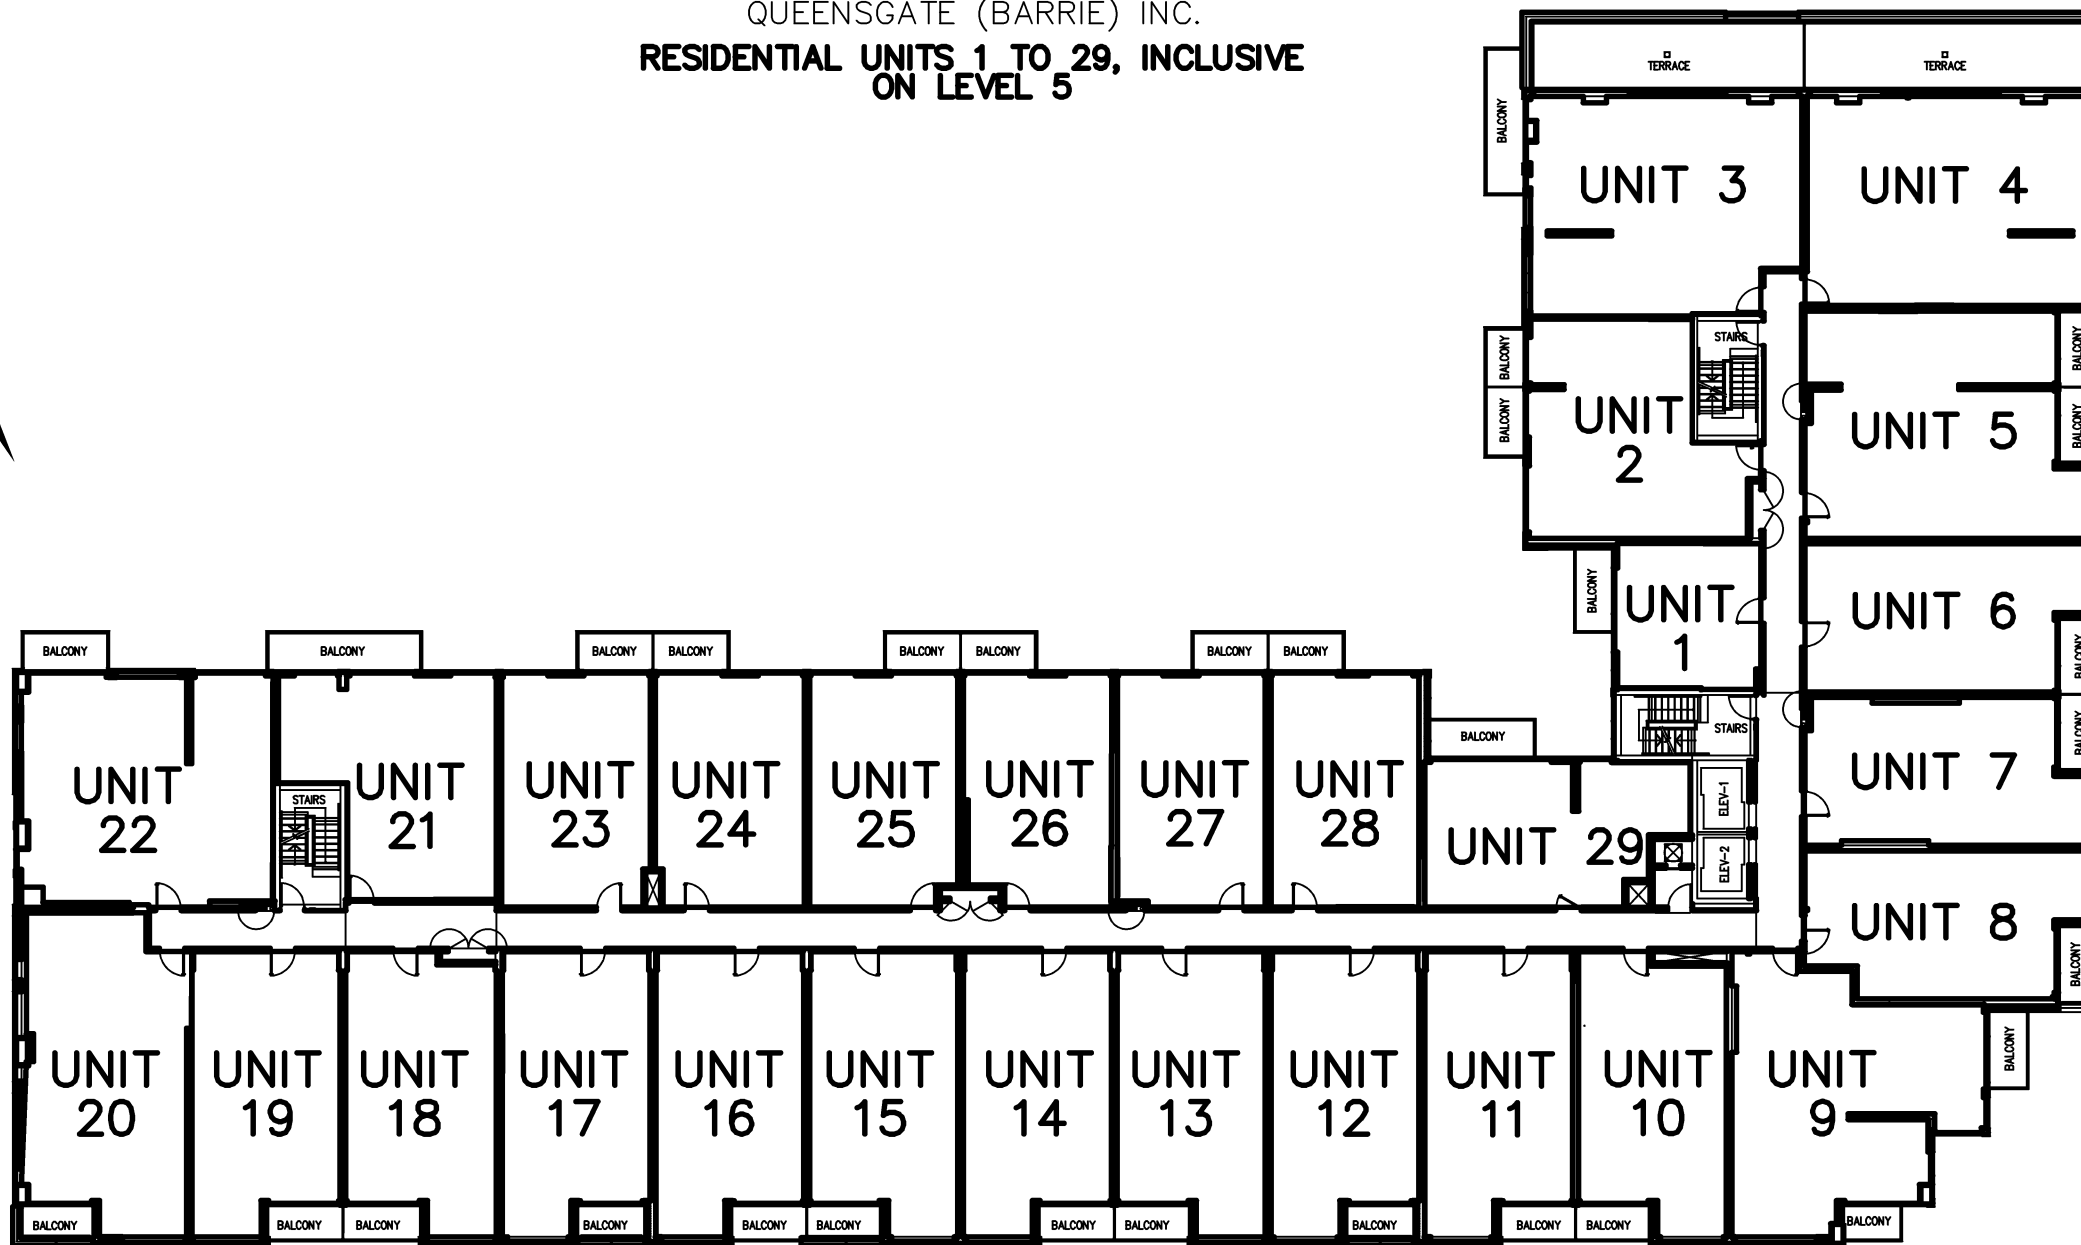 QUEENSGATE (BARRIE) INC.
RESIDENTIAL UNITS 1 TO 29, INCLUSIVE
ON LEVEL 5
TERRACE
TERRACE
BALCONY
UNIT 3
UNIT 4
STAIRS
BALCONY
BALCONY
BALCONY
BALCONY
UNIT
2
UNIT 5
BALCONY
UNIT
1
UNIT 6
BALCONY
BALCONY
BALCONY
BALCONY
BALCONY
BALCONY
BALCONY
BALCONY
BALCONY
BALCONY
BALCONY
STAIRS
BALCONY
UNIT 7
UNIT
22
STAIRS
UNIT
21
UNIT
23
UNIT
24
UNIT
25
UNIT
26
UNIT
27
UNIT
28
UNIT 29
ELEV-1
ELEV-2
UNIT 8
BALCONY
BALCONY
UNIT
20
UNIT
19
UNIT
18
UNIT
17
UNIT
16
UNIT
15
UNIT
14
UNIT
13
UNIT
12
UNIT
11
UNIT
10
UNIT
9
BALCONY
BALCONY
BALCONY
BALCONY
BALCONY
BALCONY
BALCONY
BALCONY
BALCONY
BALCONY
BALCONY
BALCONY